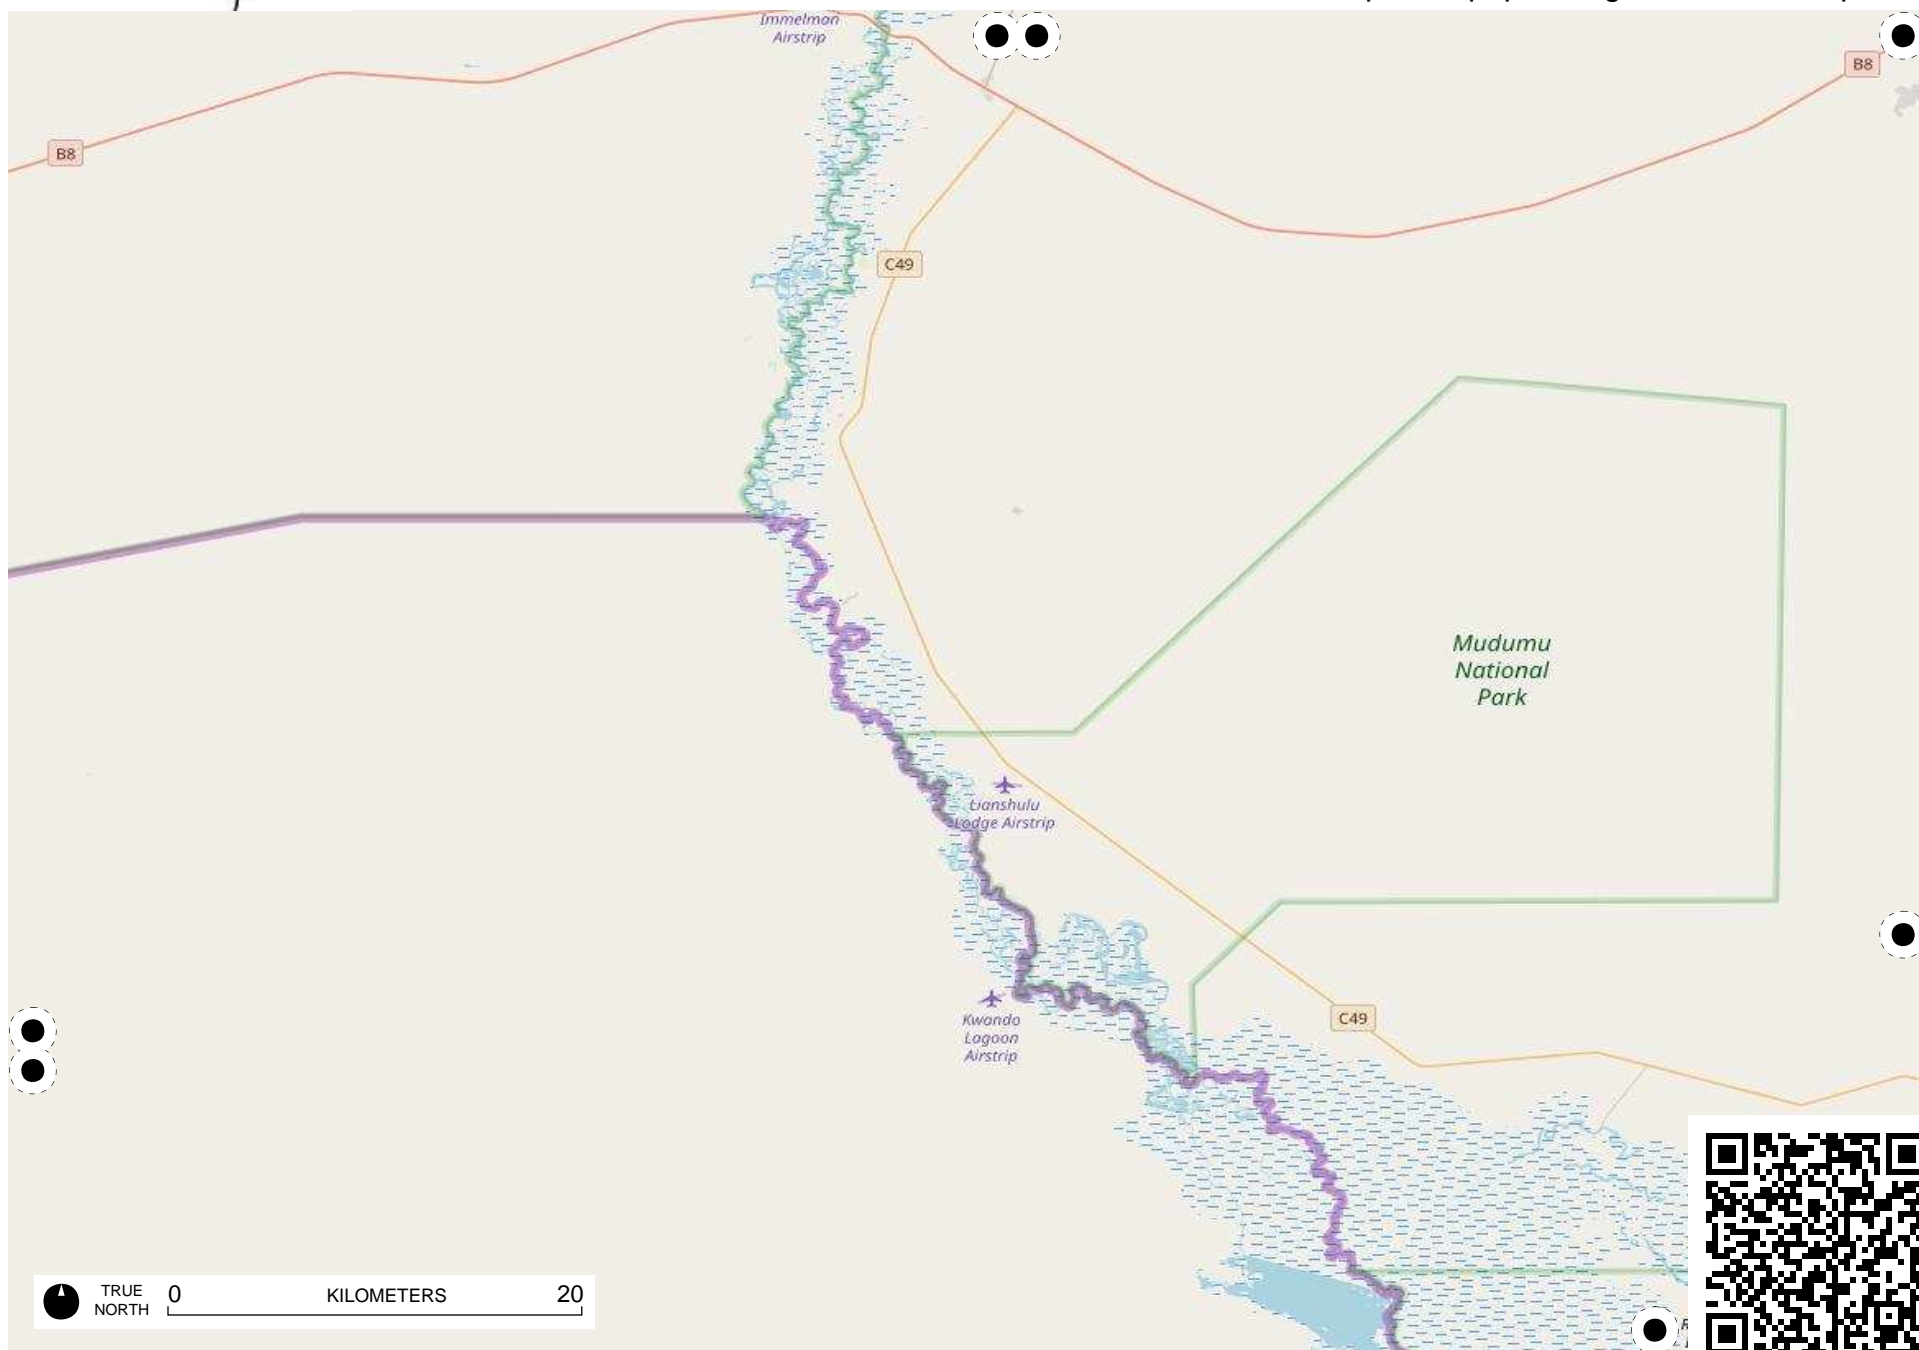 Immelman
Airstrip
B8
B8
C49
Mudumu
National
Park
Lianshulu
Lodge Airstrip
Kwando
Lagoon
Airstrip
C49
TRUE
NORTH
0
KILOMETERS
20